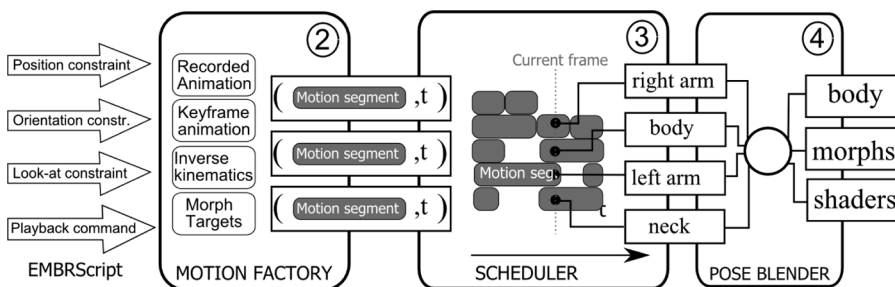 Position constraint
Orientation constr.
Look-at constraint
Playback command
EMBRScript
②
Recorded
Animation
Keyframe
animation
Inverse
kinematics
Morph
Targets
MOTION FACTORY
( Motion segment ,t )
( Motion segment ,t )
( Motion segment ,t )
③
Current frame
Motion seg.
t
SCHEDULER
right arm
body
left arm
neck
④
POSE BLENDER
body
morphs
shaders